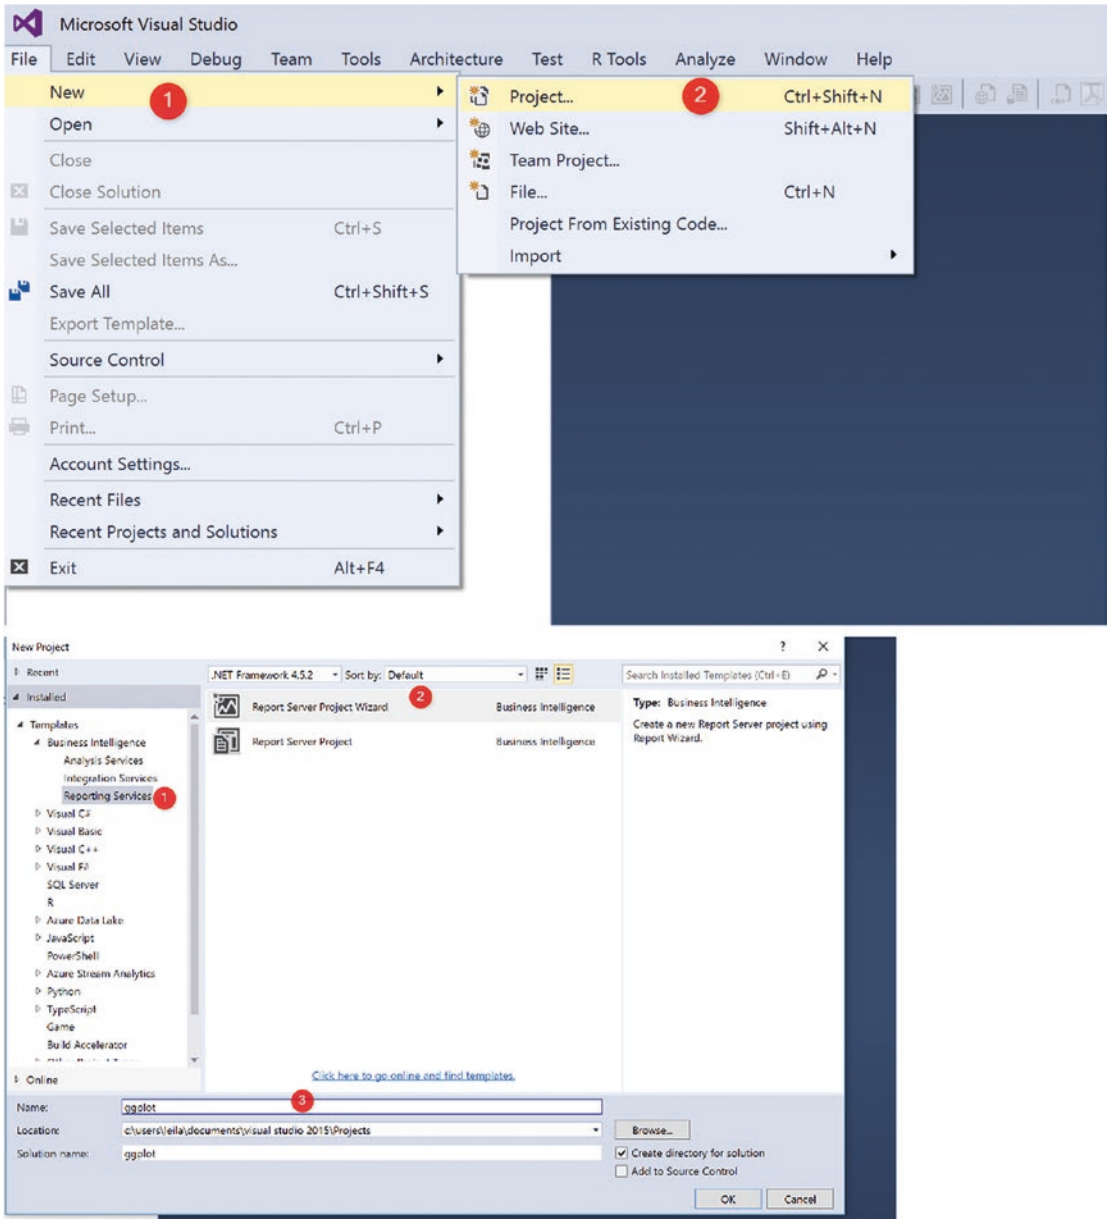 Microsoft Visual Studio
File Edit View Debug Team Tools Architecture Test R Tools Analyze Window Help
New 1
Open
Close
Close Solution
Save Selected Items Ctrl+S
Save Selected Items As...
Save All Ctrl+Shift+S
Export Template...
Source Control
Page Setup...
Print... Ctrl+P
Account Settings...
Recent Files
Recent Projects and Solutions
Exit Alt+F4
Project... 2 Ctrl+Shift+N
Web Site... Shift+Alt+N
Team Project...
File... Ctrl+N
Project From Existing Code...
Import
New Project ?
Recent
.NET Framework 4.5.2 Sort by: Default
Search Installed Templates (Ctrl+E)
Installed
Templates
Business Intelligence
Analysis Services
Integration Services
Reporting Services 1
Visual C#
Visual Basic
Visual C++
Visual F#
SQL Server
R
Azure Data Lake
JavaScript
PowerShell
Azure Stream Analytics
Python
TypeScript
Game
Build Accelerator
Online
2
Report Server Project Wizard Business Intelligence
Report Server Project Business Intelligence
Type: Business Intelligence
Create a new Report Server project using
Report Wizard.
Click here to go online and find templates.
3
Name: ggplot
Location: c:\users\leila\documents\visual studio 2015\Projects Browse...
Solution name: ggplot Create directory for solution
Add to Source Control
OK Cancel